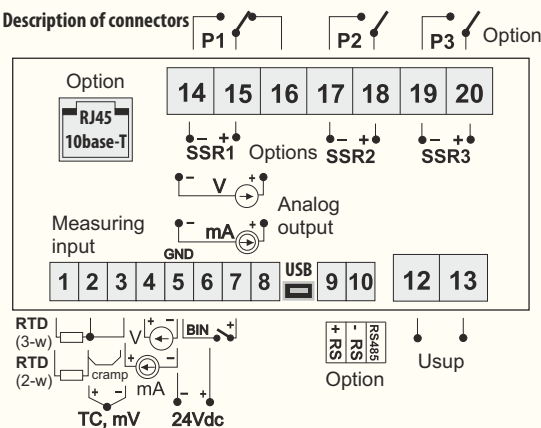 Description of connectors
P1 P2 P3 Option
Option
RJ45
10base-T
14 15 16 17 18 19 20
- + - + - +
SSR1 Options SSR2 SSR3
- V +
Analog
output
- mA +
Measuring
input
GND
1 2 3 4 5 6 7 8 USB 9 10 12 13
RTD
(3-w)
V + - BIN +
RTD
(2-w)
cramp
+ -
mA
+ -
TC, mV
- +
24Vdc
+ RS
- RS
RS485
Option
Usup